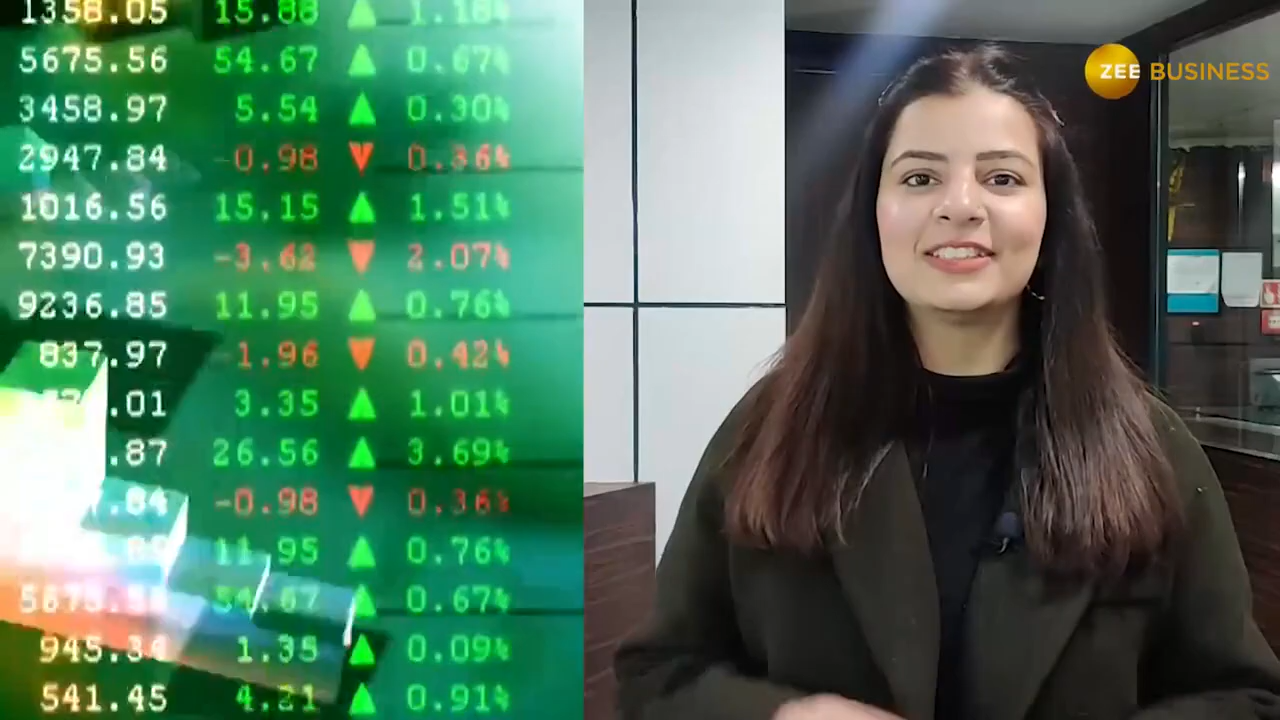 1358.05 15.88 ▲ 1.18%
5675.56 54.67 ▲ 0.67%
3458.97 5.54 ▲ 0.30%
2947.84 -0.98 ▼ 0.36%
1016.56 15.15 ▲ 1.51%
7390.93 -3.62 ▼ 2.07%
9236.85 11.95 ▲ 0.76%
837.97 -1.96 ▼ 0.42%
.01 3.35 ▲ 1.01%
.87 26.56 ▲ 3.69%
.84 -0.98 ▼ 0.36%
11.95 ▲ 0.76%
54.67 ▲ 0.67%
945.34 1.35 ▲ 0.09%
541.45 4.21 ▲ 0.91%
ZEE BUSINESS